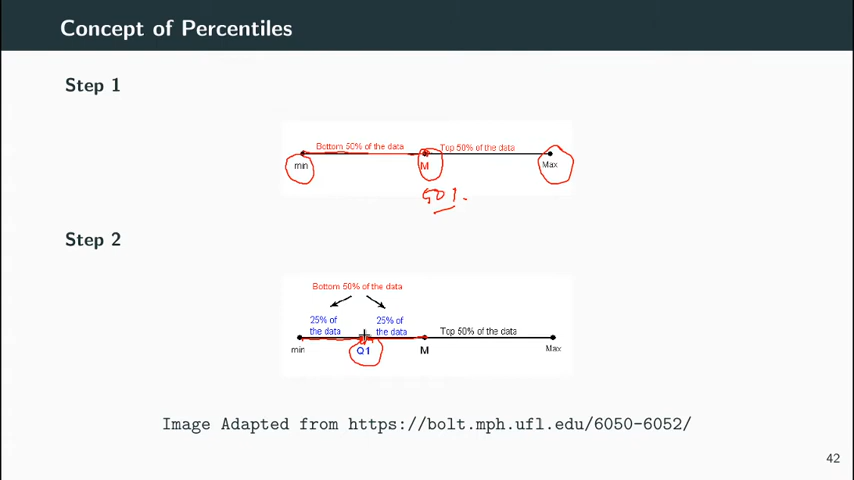 Concept of Percentiles
Step 1
Bottom 50% of the data Top 50% of the data
min M Max
50%.
Step 2
Bottom 50% of the data
25% of the data 25% of the data Top 50% of the data
min Q1 M Max
Image Adapted from https://bolt.mph.ufl.edu/6050-6052/
42